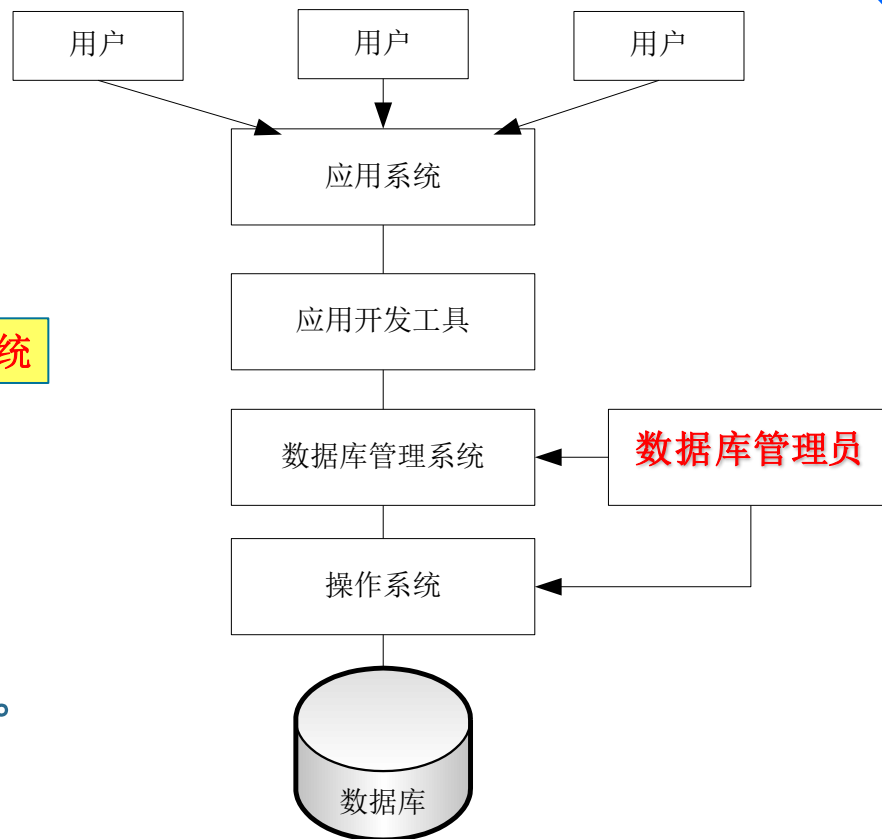 用户
用户
用户
应用系统
应用开发工具
统
数据库管理系统
数据库管理员
操作系统
。
数据库